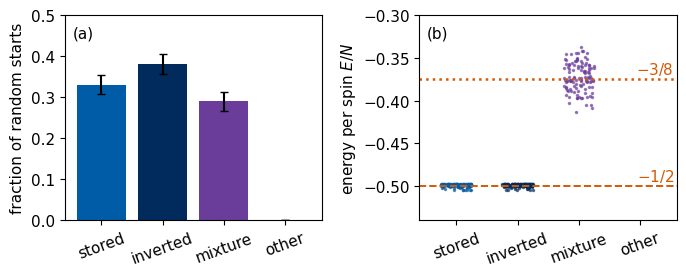 (a)
fraction of random starts
0.5
0.4
0.3
0.2
0.1
0.0
stored
inverted
mixture
other
(b)
energy per spin E/N
−0.30
−0.35
−0.40
−0.45
−0.50
−3/8
−1/2
stored
inverted
mixture
other